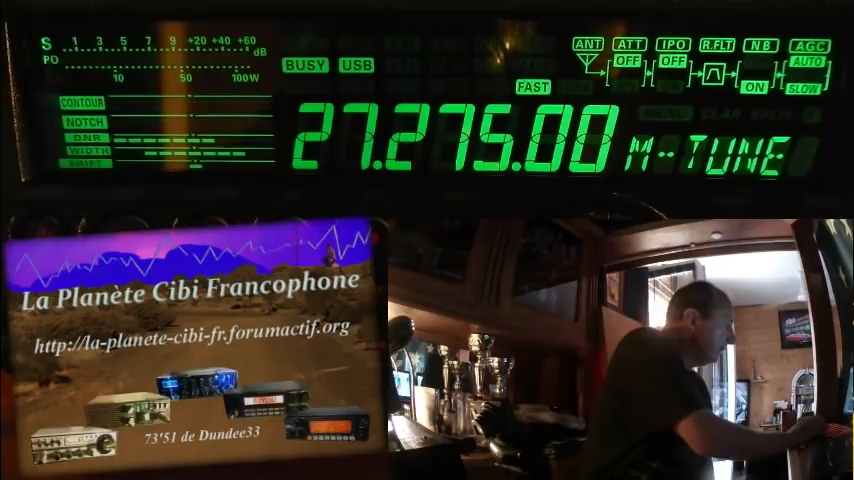 S 1 3 5 7 9 +20 +40 +60 dB
PO 10 50 100W
BUSY USB
ANT ATT IPO R.FLT NB AGC
OFF OFF AUTO
FAST ON SLOW
CONTOUR
NOTCH
DNR
WIDTH
SHIFT
27.275.00 M--TUNE
La Planète Cibi Francophone
http://la-planete-cibi-fr.forumactif.org
73'51 de Dundee33